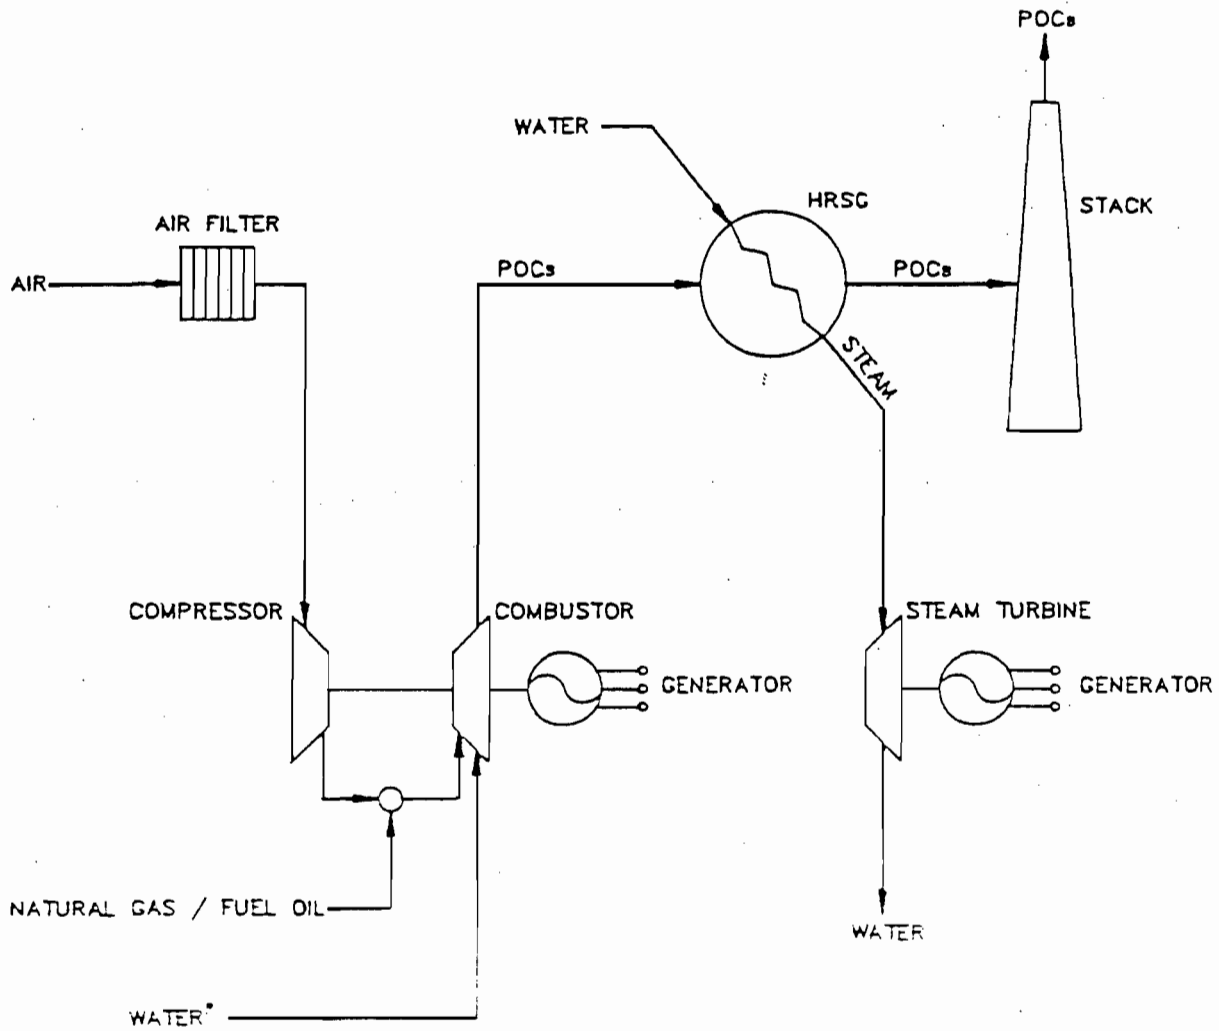 POCs
WATER
HRSG
STACK
AIR FILTER
AIR
POCs
POCs
STEAM
COMPRESSOR
COMBUSTOR
STEAM TURBINE
GENERATOR
GENERATOR
NATURAL GAS / FUEL OIL
WATER
WATER*